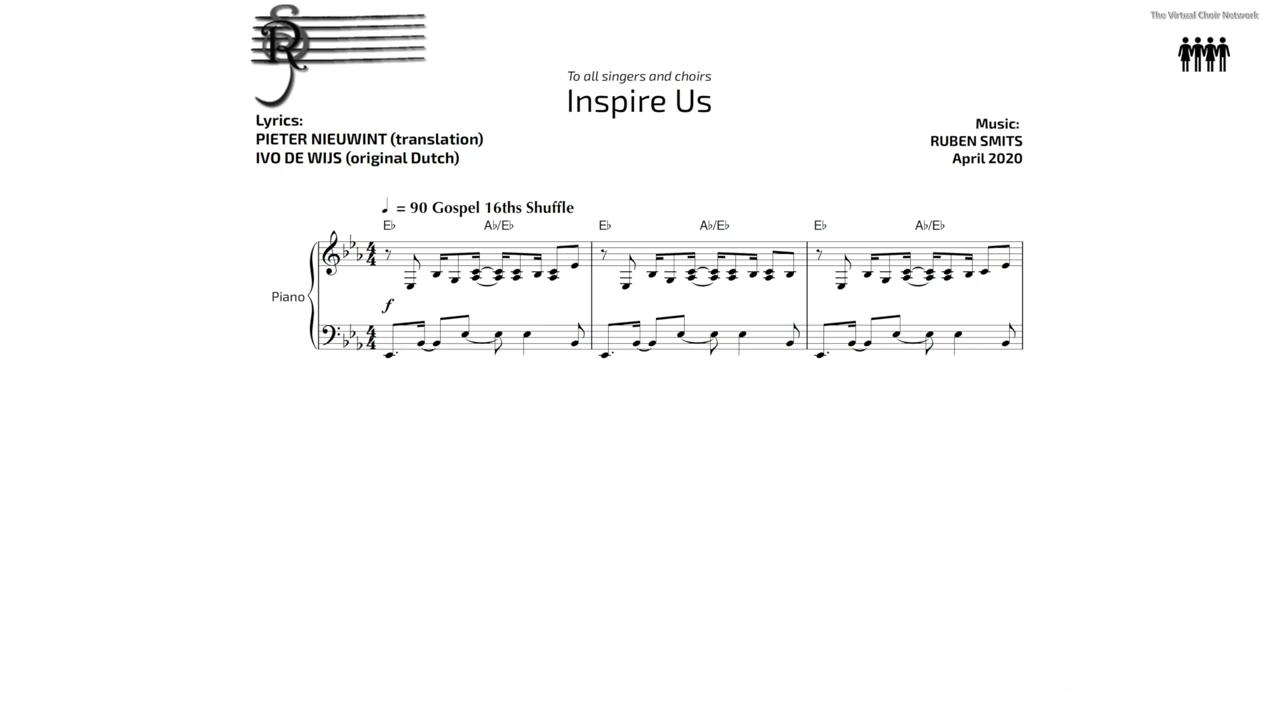 The Virtual Choir Network
To all singers and choirs
Inspire Us
Lyrics:
PIETER NIEUWINT (translation)
IVO DE WIJS (original Dutch)
Music:
RUBEN SMITS
April 2020
♩ = 90 Gospel 16ths Shuffle
E♭ A♭/E♭ E♭ A♭/E♭ E♭ A♭/E♭
Piano
f